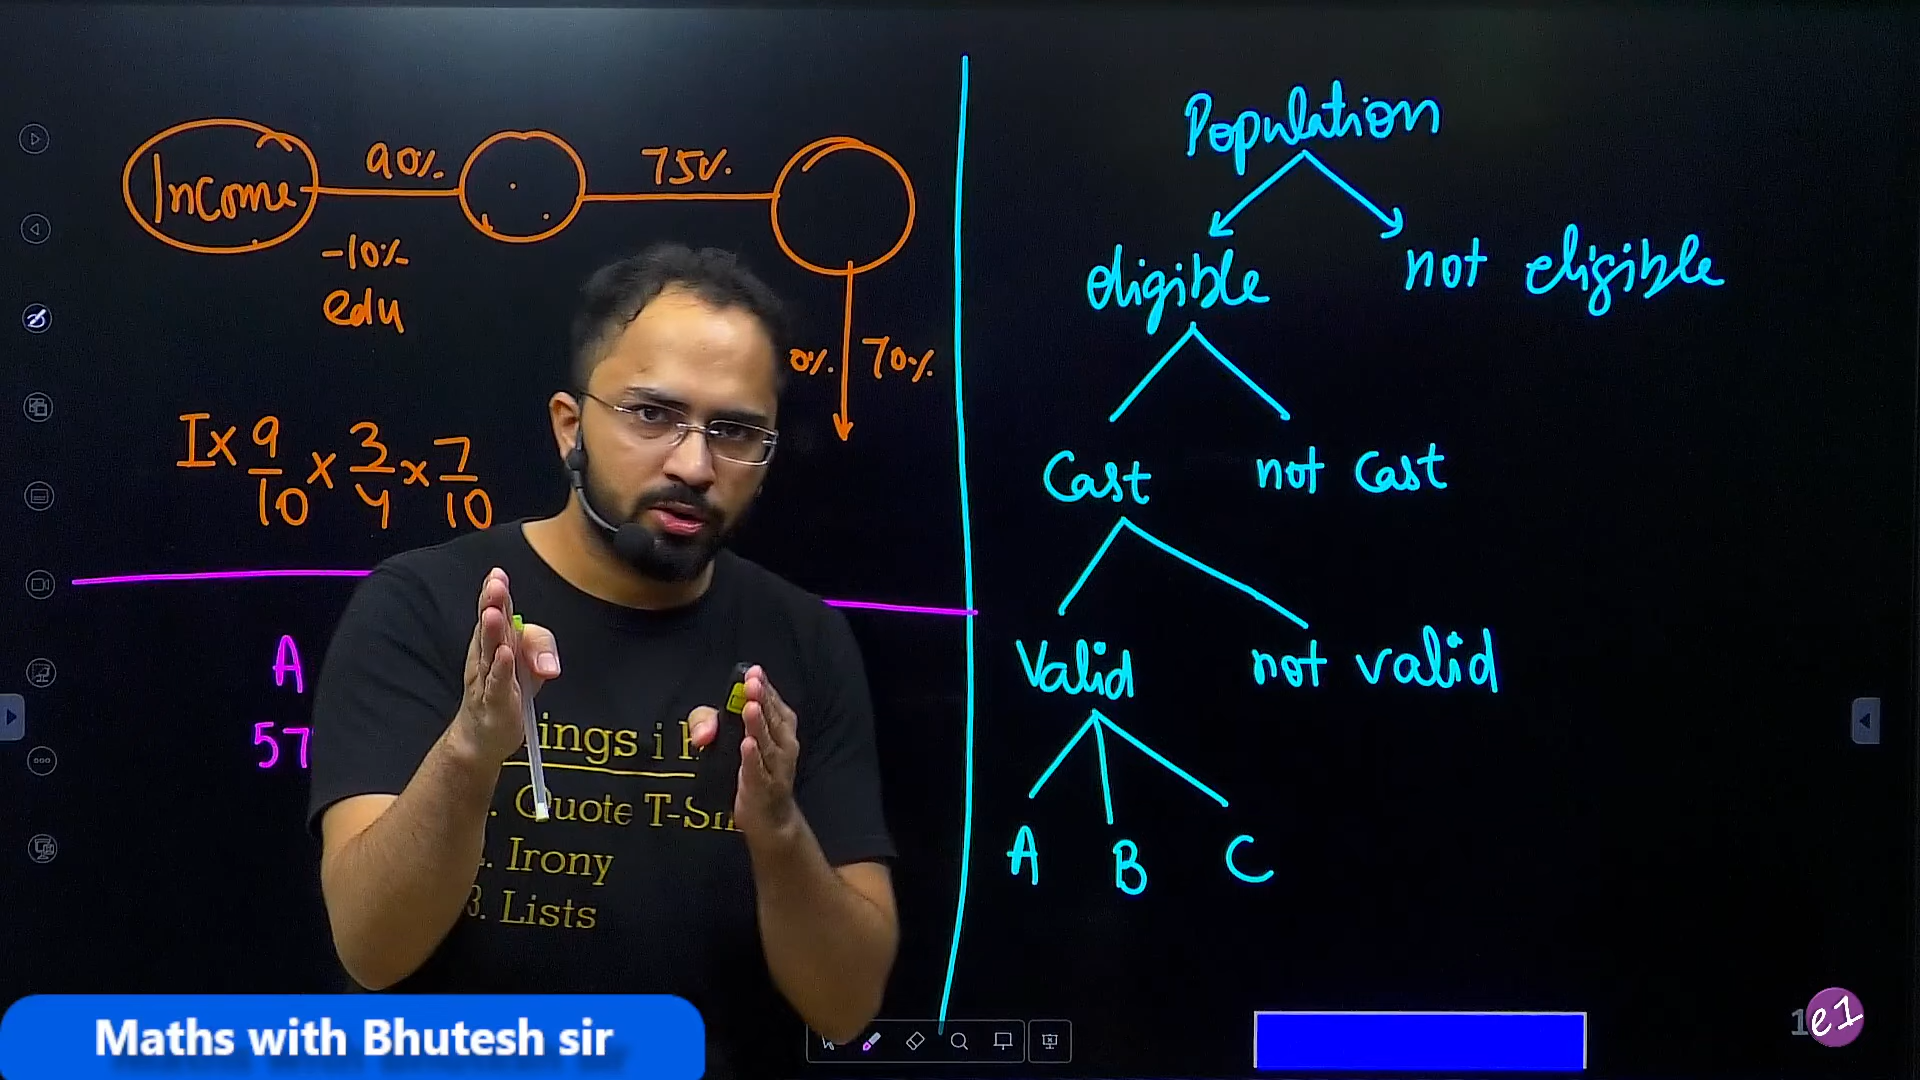 Income
90%.
75%.
-10%
edu
0%.
70%.
I x 9/10 x 3/4 x 7/10
A
57
Population
eligible
not eligible
Cast
not cast
Valid
not valid
A
B
C
ings i
Quote T-
Irony
3. Lists
Maths with Bhutesh sir
e1